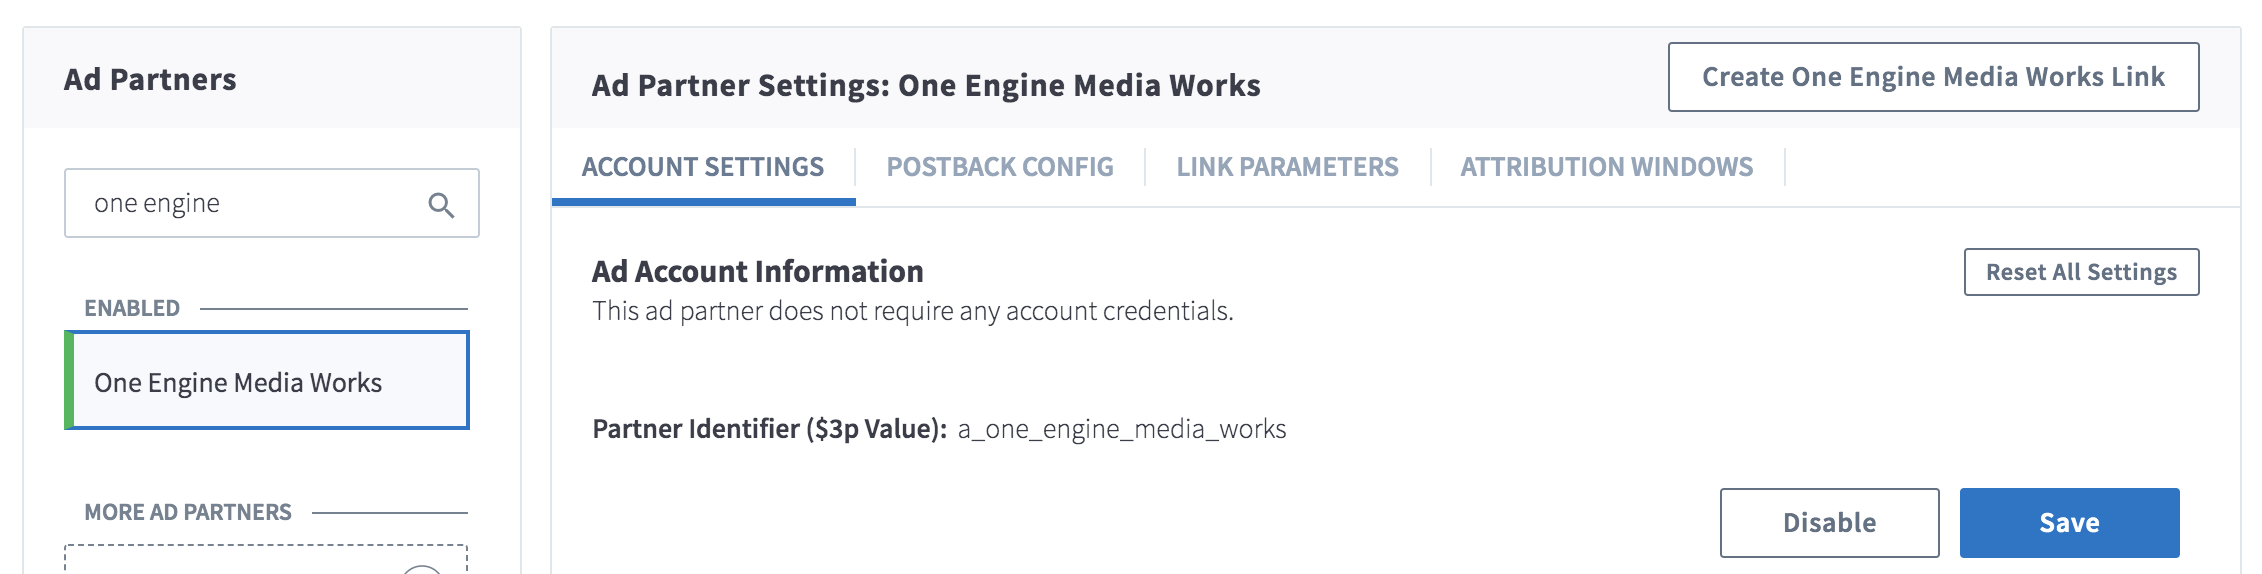 Ad Partners
one engine
ENABLED
One Engine Media Works
MORE AD PARTNERS
Ad Partner Settings: One Engine Media Works
Create One Engine Media Works Link
ACCOUNT SETTINGS
POSTBACK CONFIG
LINK PARAMETERS
ATTRIBUTION WINDOWS
Ad Account Information
Reset All Settings
This ad partner does not require any account credentials.
Partner Identifier ($3p Value): a_one_engine_media_works
Disable
Save